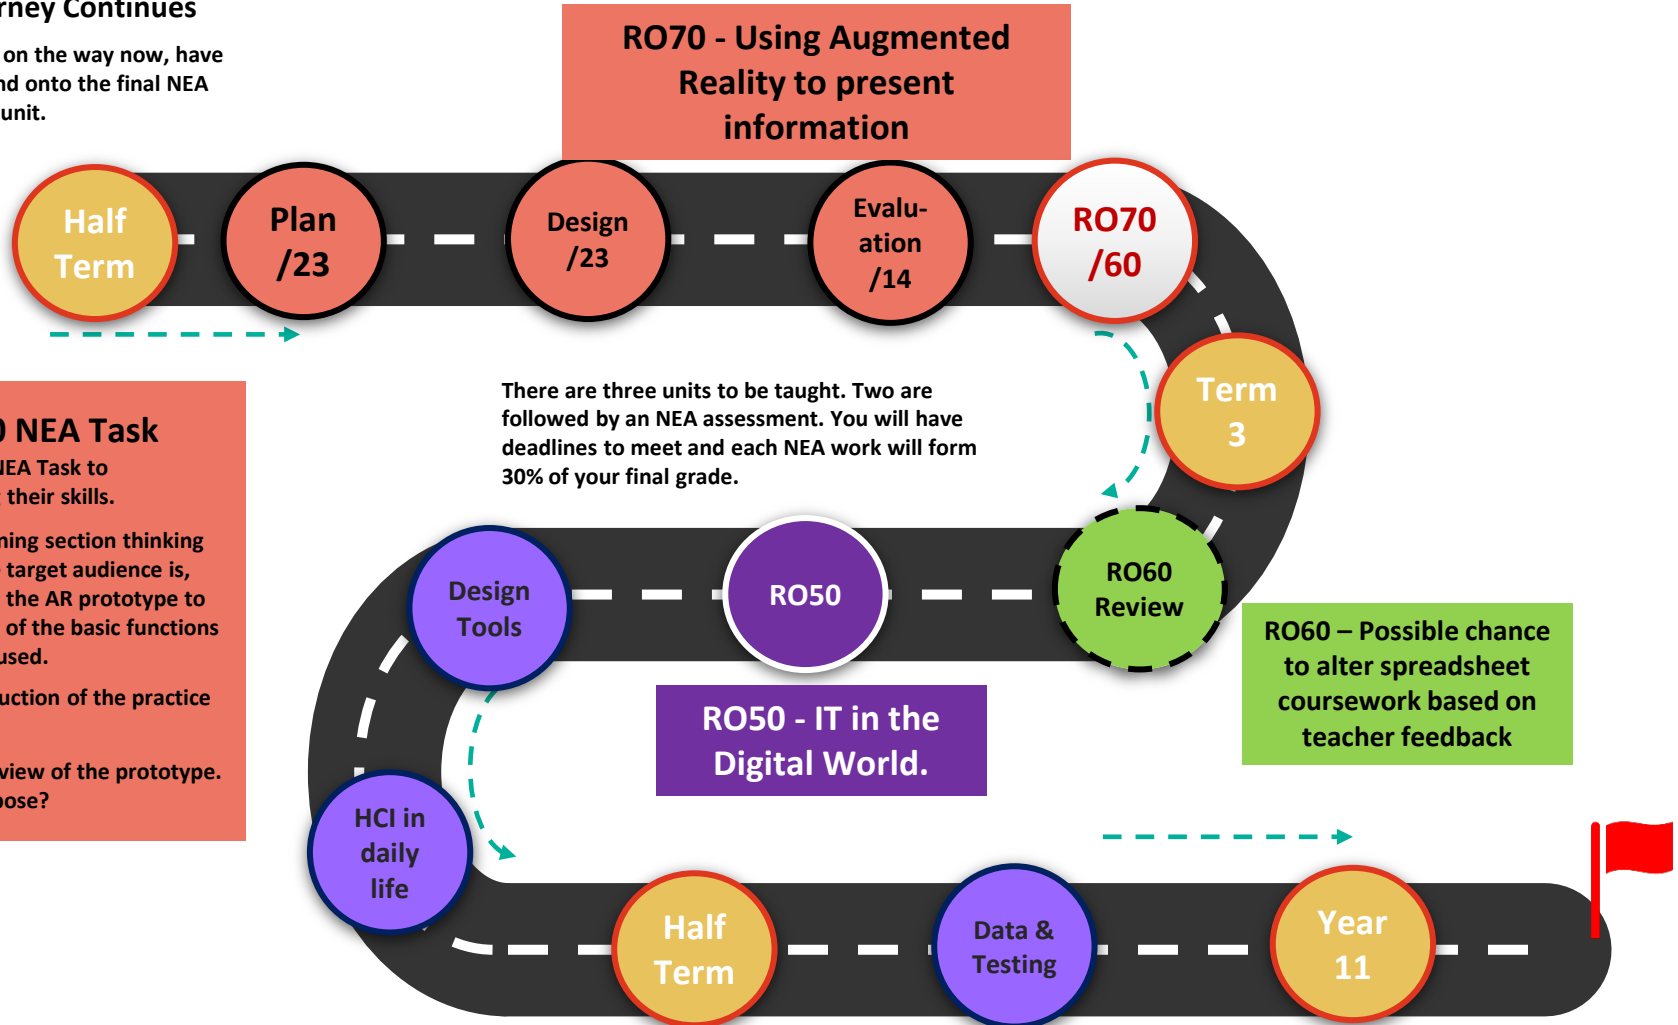 rney Continues
on the way now, have
nd onto the final NEA
unit.
RO70 - Using Augmented
Reality to present
information
Half
Term
Plan
/23
Design
/23
Evalu-
ation
/14
RO70
/60
Term
3
There are three units to be taught. Two are
followed by an NEA assessment. You will have
deadlines to meet and each NEA work will form
30% of your final grade.
0 NEA Task
NEA Task to
their skills.
ning section thinking
target audience is,
the AR prototype to
of the basic functions
used.
uction of the practice
view of the prototype.
pose?
Design
Tools
RO50
RO60
Review
RO50 - IT in the
Digital World.
RO60 – Possible chance
to alter spreadsheet
coursework based on
teacher feedback
HCI in
daily
life
Half
Term
Data &
Testing
Year
11